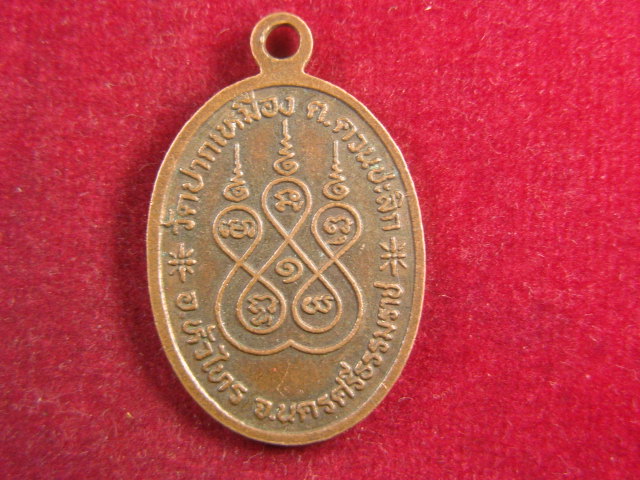 วัดปากเหมือง ต.ควนชะลิก
อ.หัวไทร จ.นครศรีธรรมราช
๑